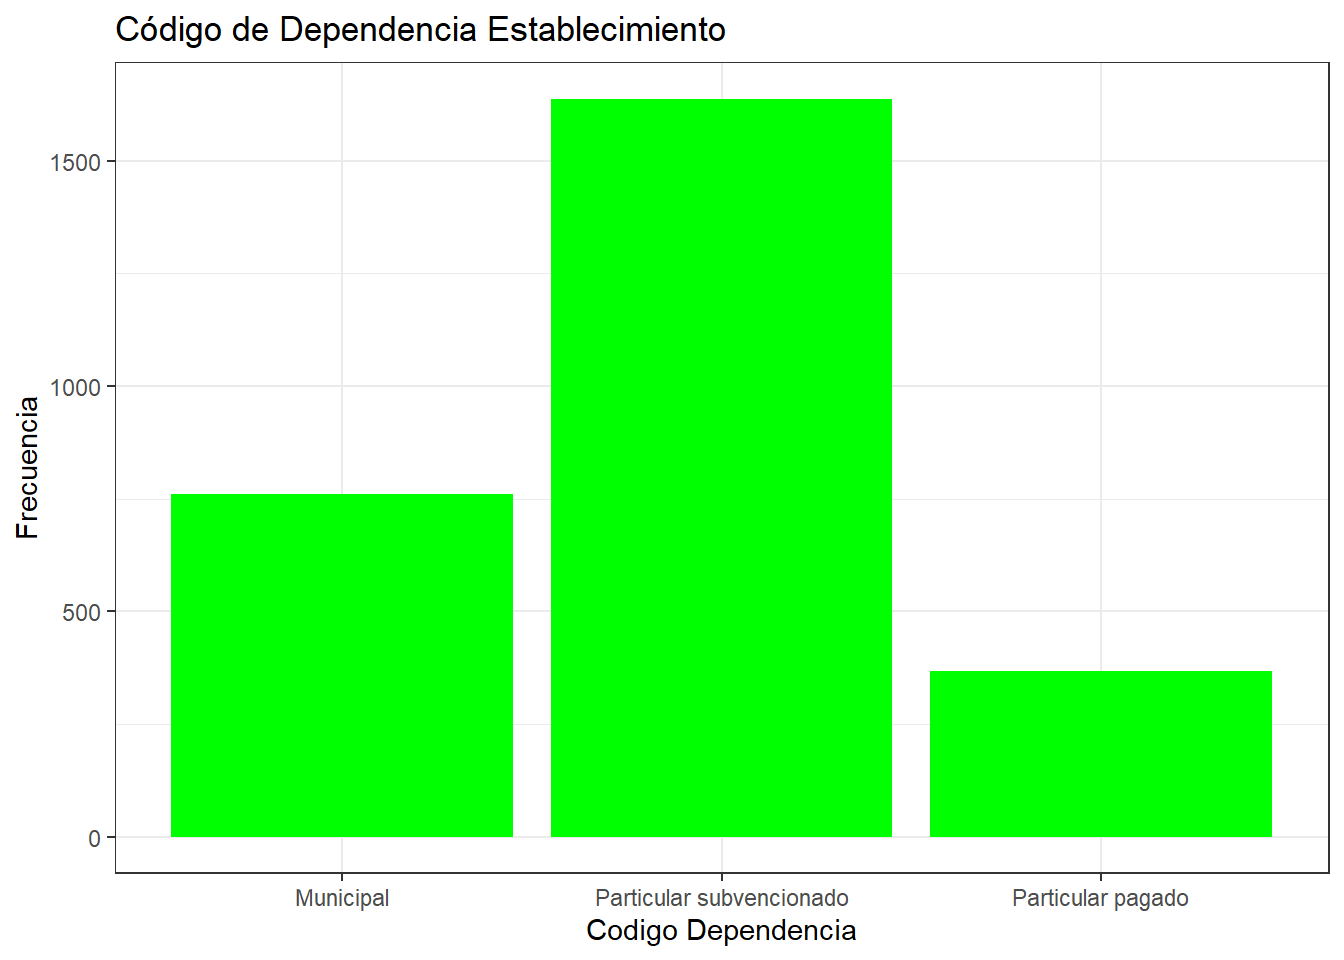 Código de Dependencia Establecimiento
1500
1000
500
0
Frecuencia
Municipal
Particular subvencionado
Particular pagado
Codigo Dependencia